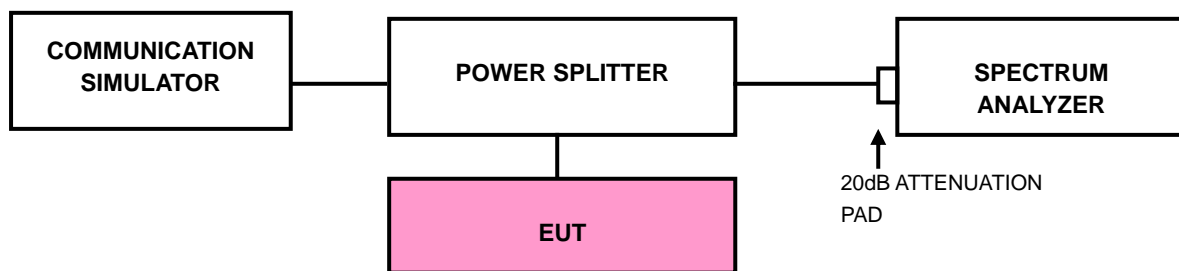 COMMUNICATION
SIMULATOR
POWER SPLITTER
SPECTRUM
ANALYZER
20dB ATTENUATION
PAD
EUT